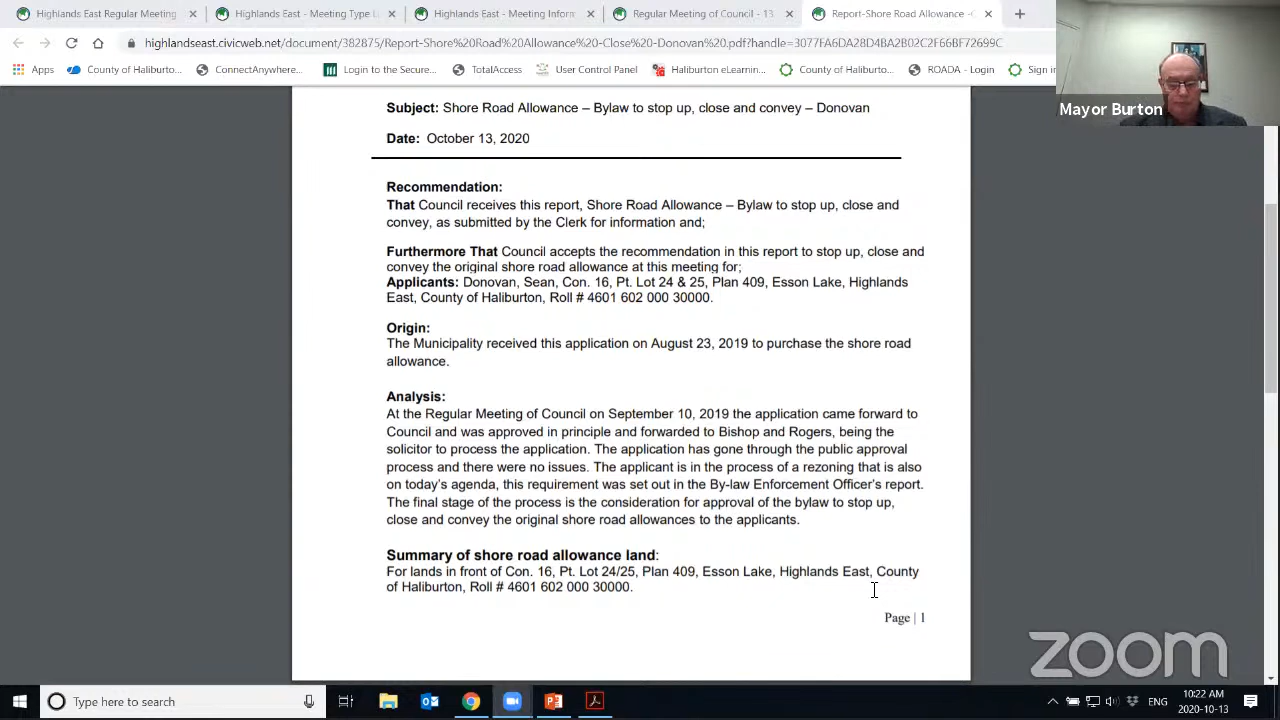 Highlands East Regular Meeting
Highlands East - Meeting Type L
Highlands East - Meeting Inform
Regular Meeting of Council - 13
Report-Shore Road Allowance -C
highlandseast.civicweb.net/document/303875/Report-Shore%20Road%20Allowance%20-Close%20-Donovan%20.pdf?handle=3077FA6DA28D4BA2B02C2F66BF72699C
Apps County of Haliburto... ConnectAnywhere... Login to the Secure... TotalAccess User Control Panel Haliburton eLearnin... County of Haliburto... ROADA - Login Sign in
Mayor Burton
Subject: Shore Road Allowance – Bylaw to stop up, close and convey – Donovan
Date: October 13, 2020
Recommendation:
That Council receives this report, Shore Road Allowance – Bylaw to stop up, close and
convey, as submitted by the Clerk for information and;
Furthermore That Council accepts the recommendation in this report to stop up, close and
convey the original shore road allowance at this meeting for;
Applicants: Donovan, Sean, Con. 16, Pt. Lot 24 & 25, Plan 409, Esson Lake, Highlands
East, County of Haliburton, Roll # 4601 602 000 30000.
Origin:
The Municipality received this application on August 23, 2019 to purchase the shore road
allowance.
Analysis:
At the Regular Meeting of Council on September 10, 2019 the application came forward to
Council and was approved in principle and forwarded to Bishop and Rogers, being the
solicitor to process the application. The application has gone through the public approval
process and there were no issues. The applicant is in the process of a rezoning that is also
on today's agenda, this requirement was set out in the By-law Enforcement Officer's report.
The final stage of the process is the consideration for approval of the bylaw to stop up,
close and convey the original shore road allowances to the applicants.
Summary of shore road allowance land:
For lands in front of Con. 16, Pt. Lot 24/25, Plan 409, Esson Lake, Highlands East, County
of Haliburton, Roll # 4601 602 000 30000.
Page | 1
zoom
Type here to search
ENG
10:22 AM
2020-10-13